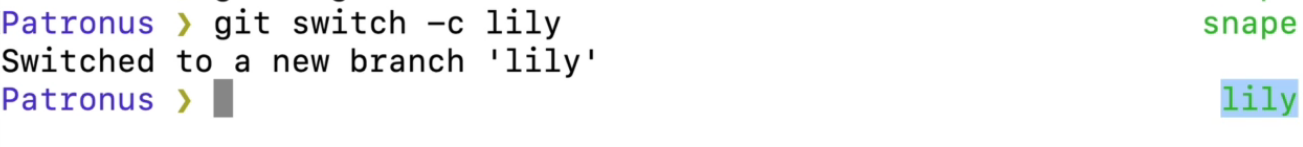 Patronus ❯ git switch -c lily snape
Switched to a new branch 'lily'
Patronus ❯ lily